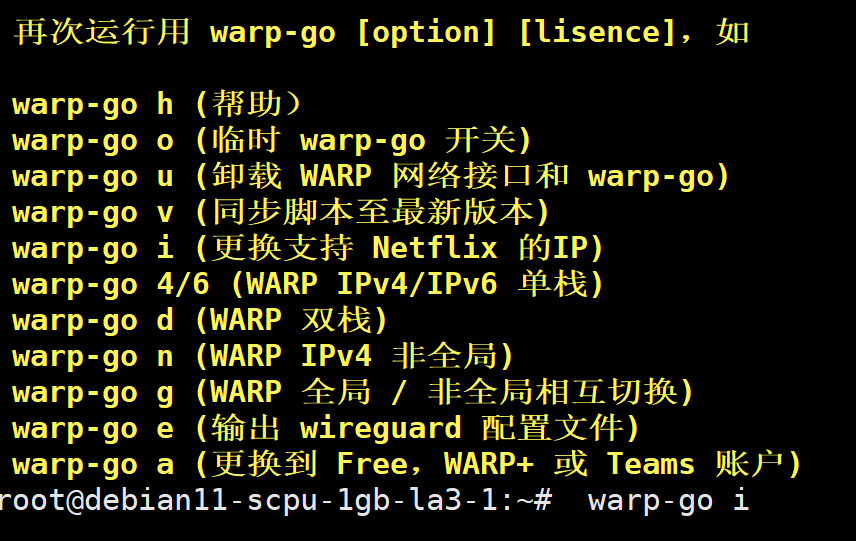 再次运行用 warp-go [option] [lisence]，如
warp-go h (帮助）
warp-go o (临时 warp-go 开关)
warp-go u (卸载 WARP 网络接口和 warp-go)
warp-go v (同步脚本至最新版本)
warp-go i (更换支持 Netflix 的IP)
warp-go 4/6 (WARP IPv4/IPv6 单栈)
warp-go d (WARP 双栈)
warp-go n (WARP IPv4 非全局)
warp-go g (WARP 全局 / 非全局相互切换)
warp-go e (输出 wireguard 配置文件)
warp-go a (更换到 Free，WARP+ 或 Teams 账户)
root@debian11-scpu-1gb-la3-1:~#  warp-go i